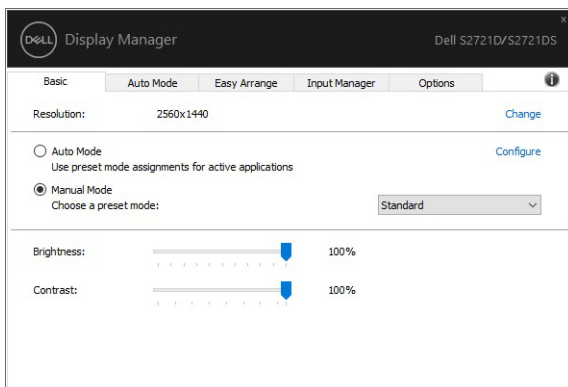 x
DELL Display Manager Dell S2721D/S2721DS
Basic Auto Mode Easy Arrange Input Manager Options i
Resolution: 2560x1440 Change
Auto Mode Configure
Use preset mode assignments for active applications
Manual Mode
Choose a preset mode: Standard
Brightness: 100%
Contrast: 100%